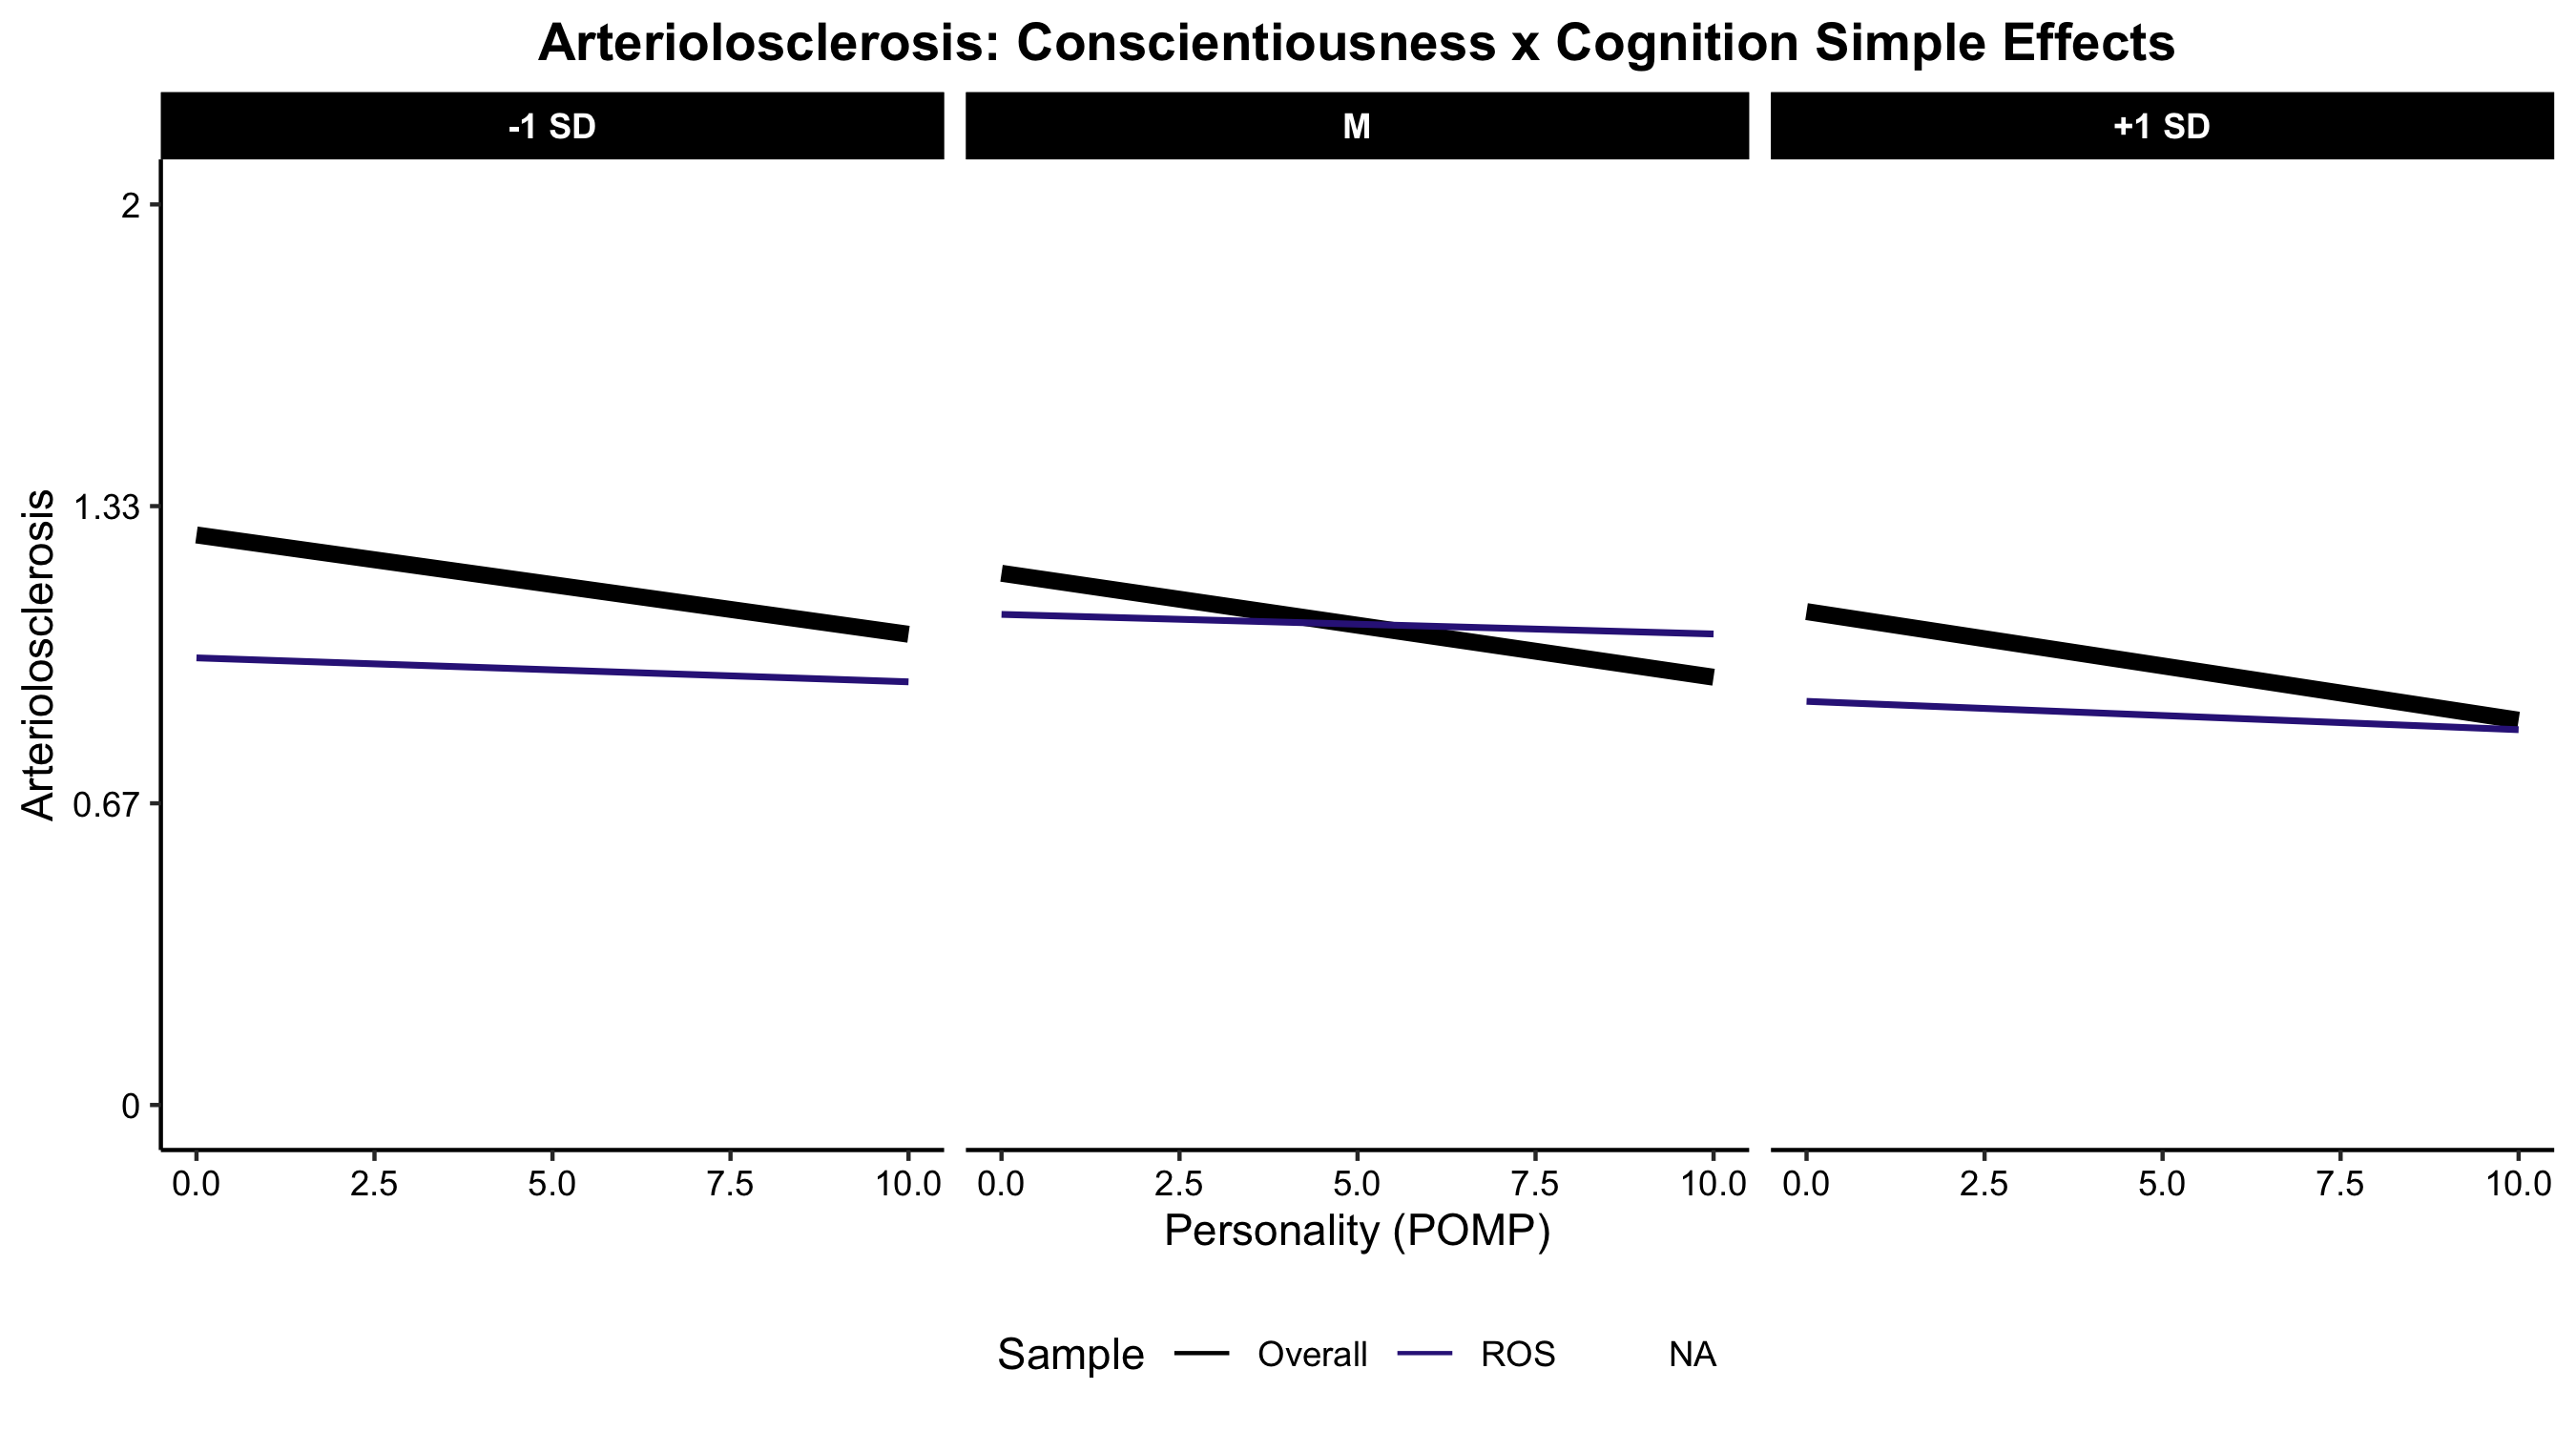 Arteriolosclerosis: Conscientiousness x Cognition Simple Effects
-1 SD M +1 SD
2
1.33
0.67
0
Arteriolosclerosis
0.0 2.5 5.0 7.5 10.0 0.0 2.5 5.0 7.5 10.0 0.0 2.5 5.0 7.5 10.0
Personality (POMP)
Sample Overall ROS NA